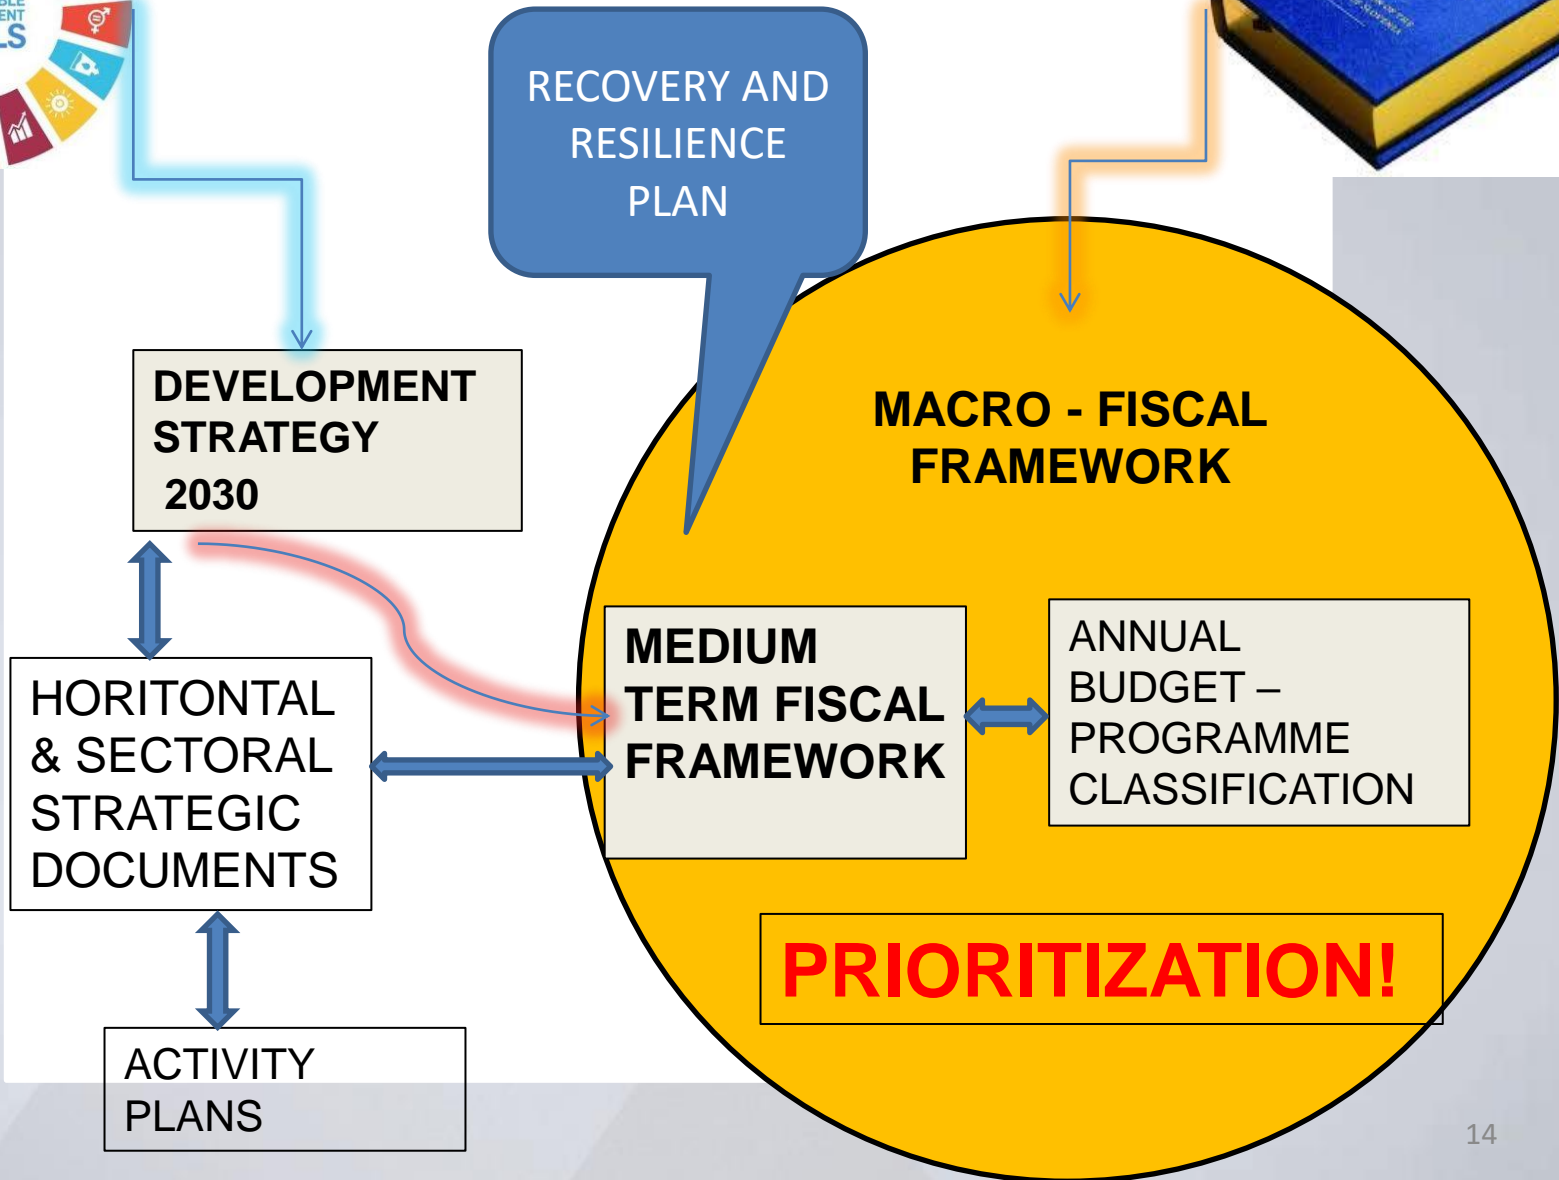 RECOVERY AND
RESILIENCE
PLAN
DEVELOPMENT
STRATEGY
2030
MACRO - FISCAL
FRAMEWORK
HORITONTAL
& SECTORAL
STRATEGIC
DOCUMENTS
MEDIUM
TERM FISCAL
FRAMEWORK
ANNUAL
BUDGET –
PROGRAMME
CLASSIFICATION
PRIORITIZATION!
ACTIVITY
PLANS
14